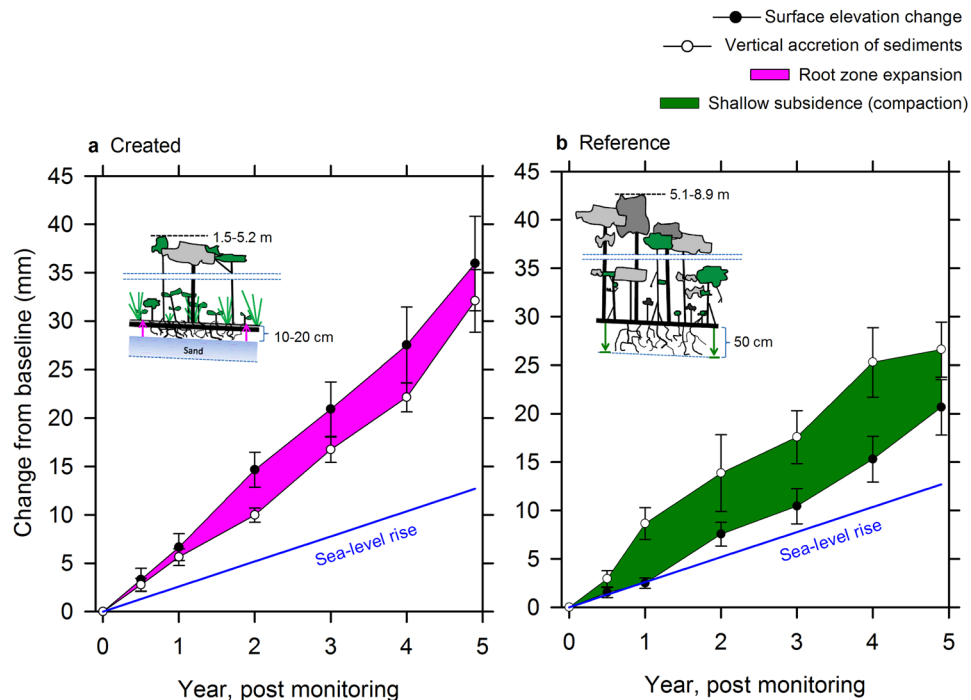 Surface elevation change
Vertical accretion of sediments
Root zone expansion
Shallow subsidence (compaction)
a Created
b Reference
Change from baseline (mm)
45
40
35
30
25
20
15
10
5
0
0 1 2 3 4 5
Year, post monitoring
1.5-5.2 m
10-20 cm
Sand
Sea-level rise
45
40
35
30
25
20
15
10
5
0
0 1 2 3 4 5
Year, post monitoring
5.1-8.9 m
50 cm
Sea-level rise